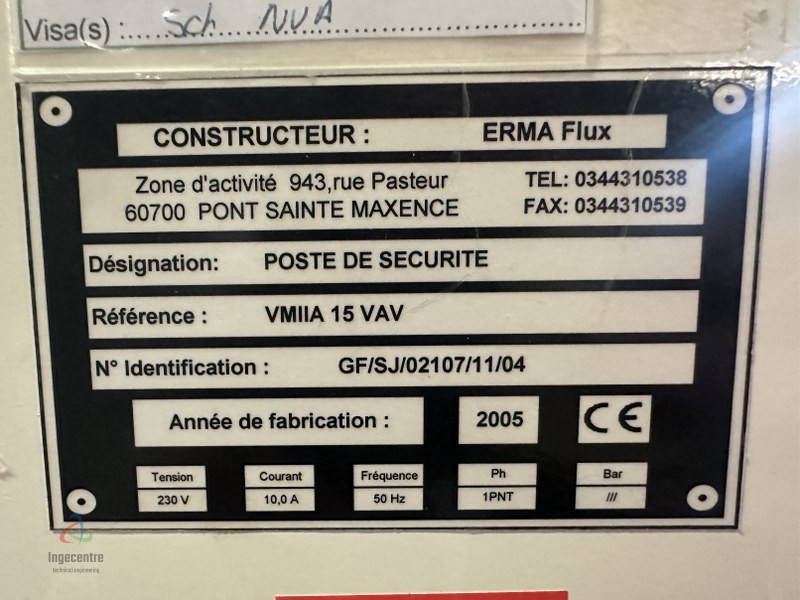 Visa(s) : Sch NUA
CONSTRUCTEUR : ERMA Flux
Zone d'activité 943,rue Pasteur TEL: 0344310538
60700 PONT SAINTE MAXENCE FAX: 0344310539
Désignation: POSTE DE SECURITE
Référence : VMIIA 15 VAV
N° Identification : GF/SJ/02107/11/04
Année de fabrication : 2005 CE
Tension Courant Fréquence Ph Bar
230 V 10,0 A 50 Hz 1PNT ///
Ingecentre
technical engineering